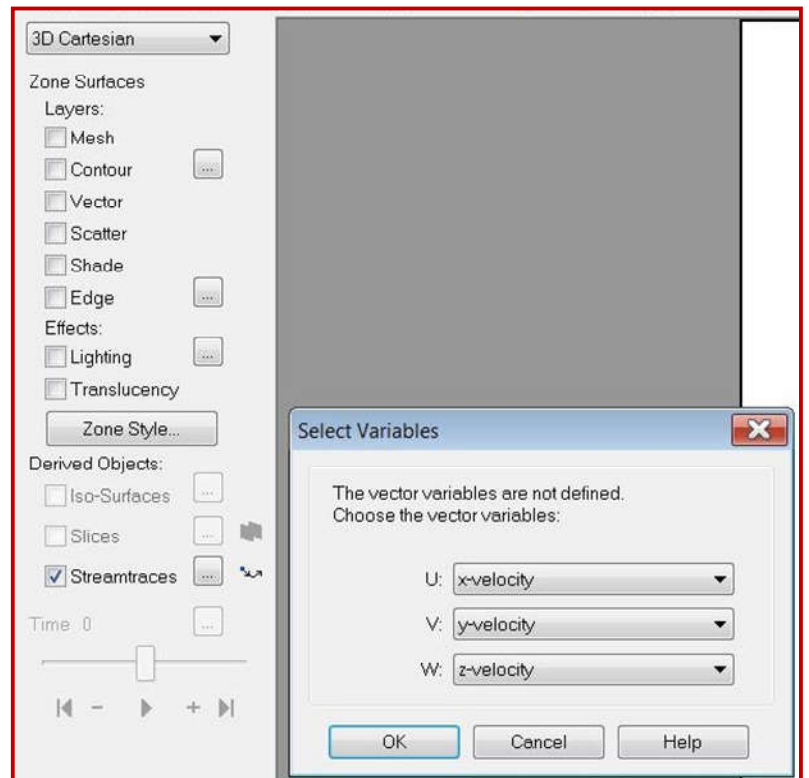 3D Cartesian
Zone Surfaces
Layers:
Mesh
Contour ...
Vector
Scatter
Shade
Edge ...
Effects:
Lighting ...
Translucency
Zone Style...
Derived Objects:
Iso-Surfaces ...
Slices ...
Streamtraces ...
Time 0 ...
Select Variables
The vector variables are not defined.
Choose the vector variables:
U: x-velocity
V: y-velocity
W: z-velocity
OK Cancel Help